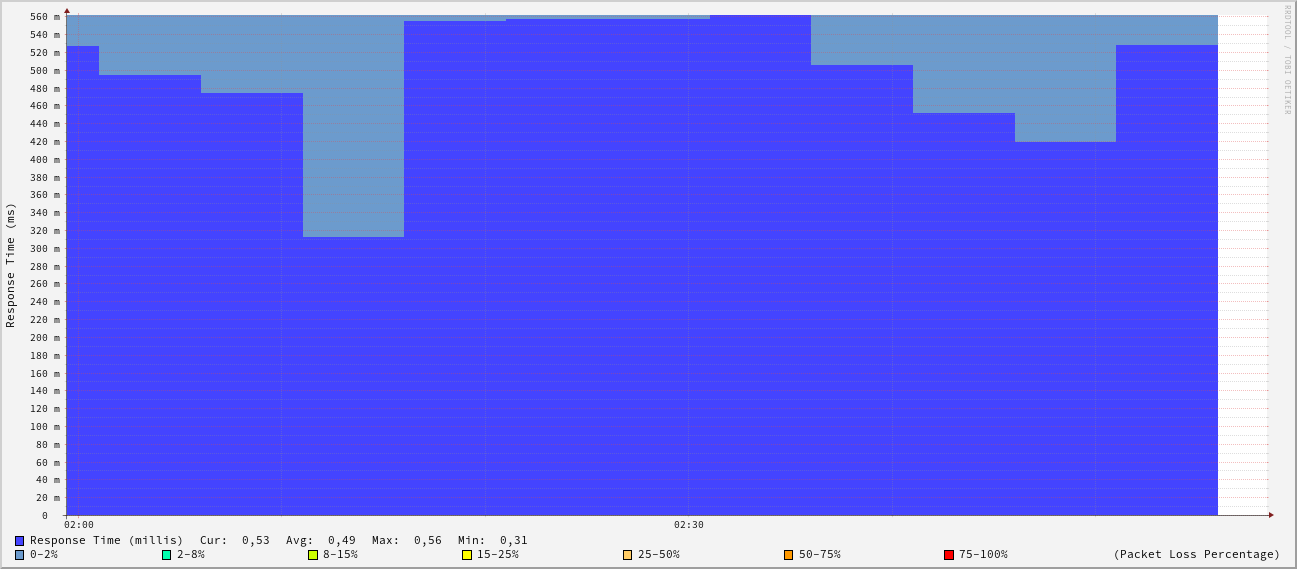 RRDTOOL / TOBI OETIKER
Response Time (ms)
560 m
540 m
520 m
500 m
480 m
460 m
440 m
420 m
400 m
380 m
360 m
340 m
320 m
300 m
280 m
260 m
240 m
220 m
200 m
180 m
160 m
140 m
120 m
100 m
80 m
60 m
40 m
20 m
0
02:00 02:30
Response Time (millis) Cur: 0,53 Avg: 0,49 Max: 0,56 Min: 0,31
0-2% 2-8% 8-15% 15-25% 25-50% 50-75% 75-100% (Packet Loss Percentage)